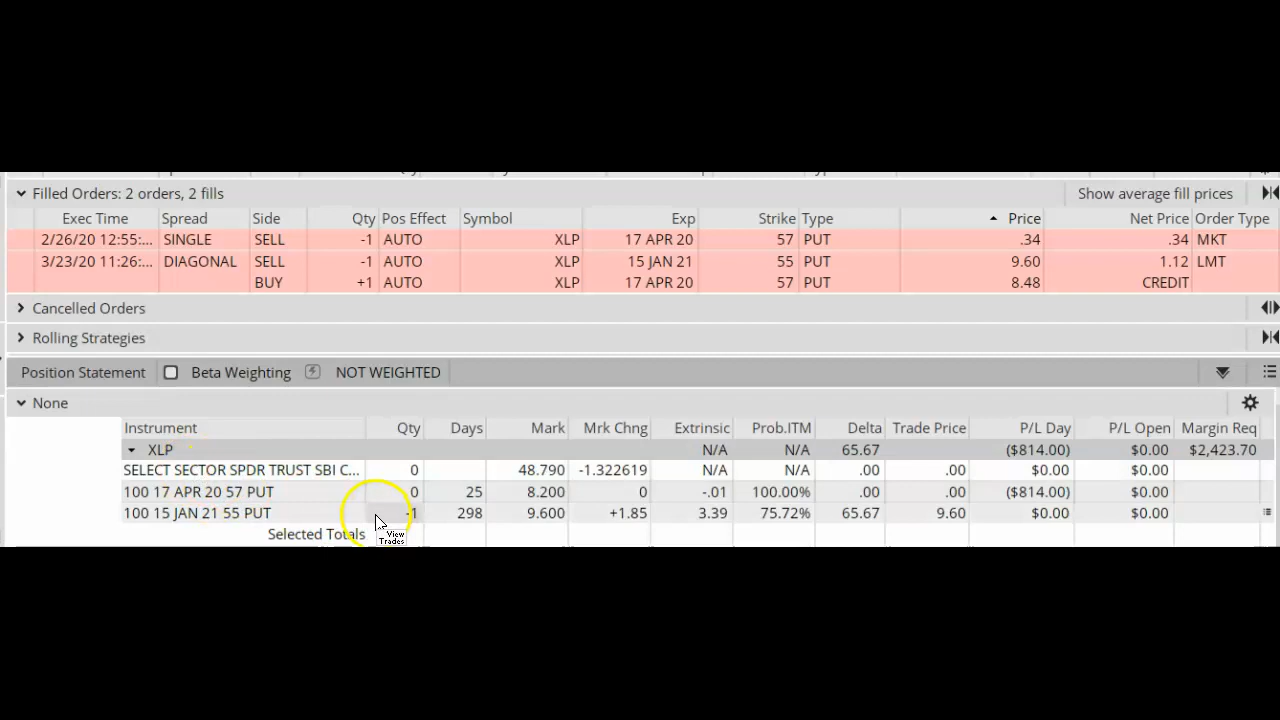 Filled Orders: 2 orders, 2 fills Show average fill prices
Exec Time Spread Side Qty Pos Effect Symbol Exp Strike Type Price Net Price Order Type
2/26/20 12:55:... SINGLE SELL -1 AUTO XLP 17 APR 20 57 PUT .34 .34 MKT
3/23/20 11:26:... DIAGONAL SELL -1 AUTO XLP 15 JAN 21 55 PUT 9.60 1.12 LMT
BUY +1 AUTO XLP 17 APR 20 57 PUT 8.48 CREDIT
Cancelled Orders
Rolling Strategies
Position Statement Beta Weighting NOT WEIGHTED
None
Instrument Qty Days Mark Mrk Chng Extrinsic Prob.ITM Delta Trade Price P/L Day P/L Open Margin Req
XLP N/A N/A 65.67 ($814.00) $0.00 $2,423.70
SELECT SECTOR SPDR TRUST SBI C... 0 48.790 -1.322619 N/A N/A .00 .00 $0.00 $0.00
100 17 APR 20 57 PUT 0 25 8.200 0 -.01 100.00% .00 .00 ($814.00) $0.00
100 15 JAN 21 55 PUT -1 298 9.600 +1.85 3.39 75.72% 65.67 9.60 $0.00 $0.00
Selected Totals
View
Trades